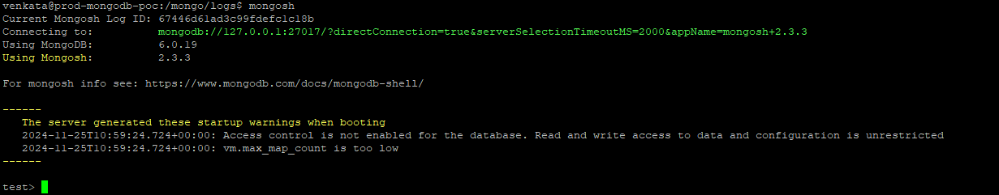 venkata@prod-mongodb-poc:/mongo/logs$ mongosh
Current Mongosh Log ID: 67446d61ad3c99fdefc1c18b
Connecting to: mongodb://127.0.0.1:27017/?directConnection=true&serverSelectionTimeoutMS=2000&appName=mongosh+2.3.3
Using MongoDB: 6.0.19
Using Mongosh: 2.3.3
For mongosh info see: https://www.mongodb.com/docs/mongodb-shell/
------
The server generated these startup warnings when booting
2024-11-25T10:59:24.724+00:00: Access control is not enabled for the database. Read and write access to data and configuration is unrestricted
2024-11-25T10:59:24.724+00:00: vm.max_map_count is too low
------
test>